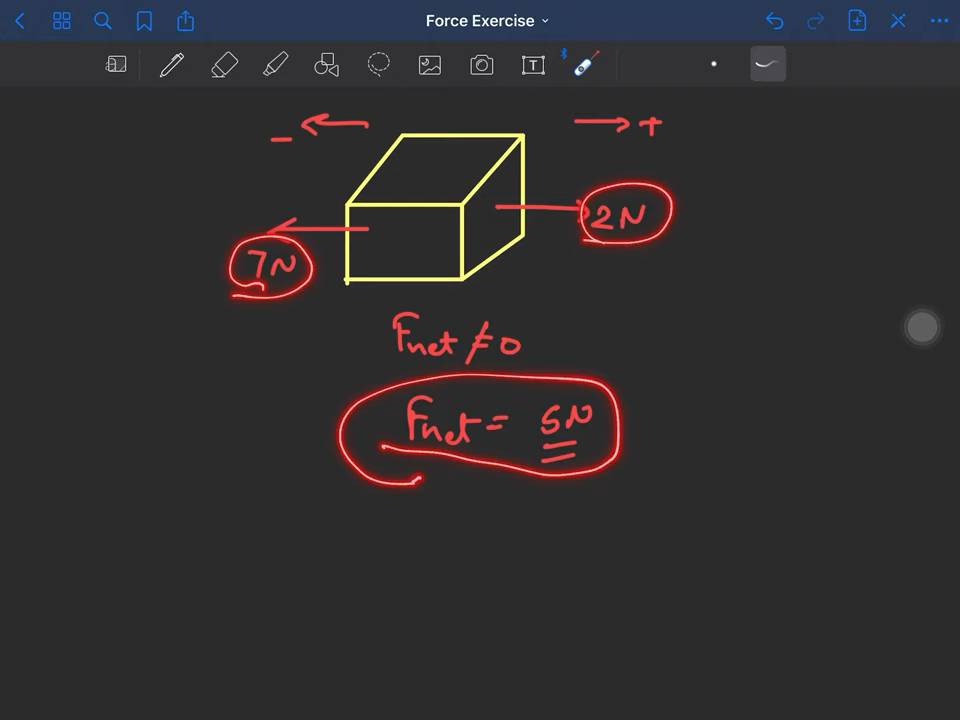 Force Exercise
T
- +
2N
7N
Fnet ≠ 0
Fnet = 5N